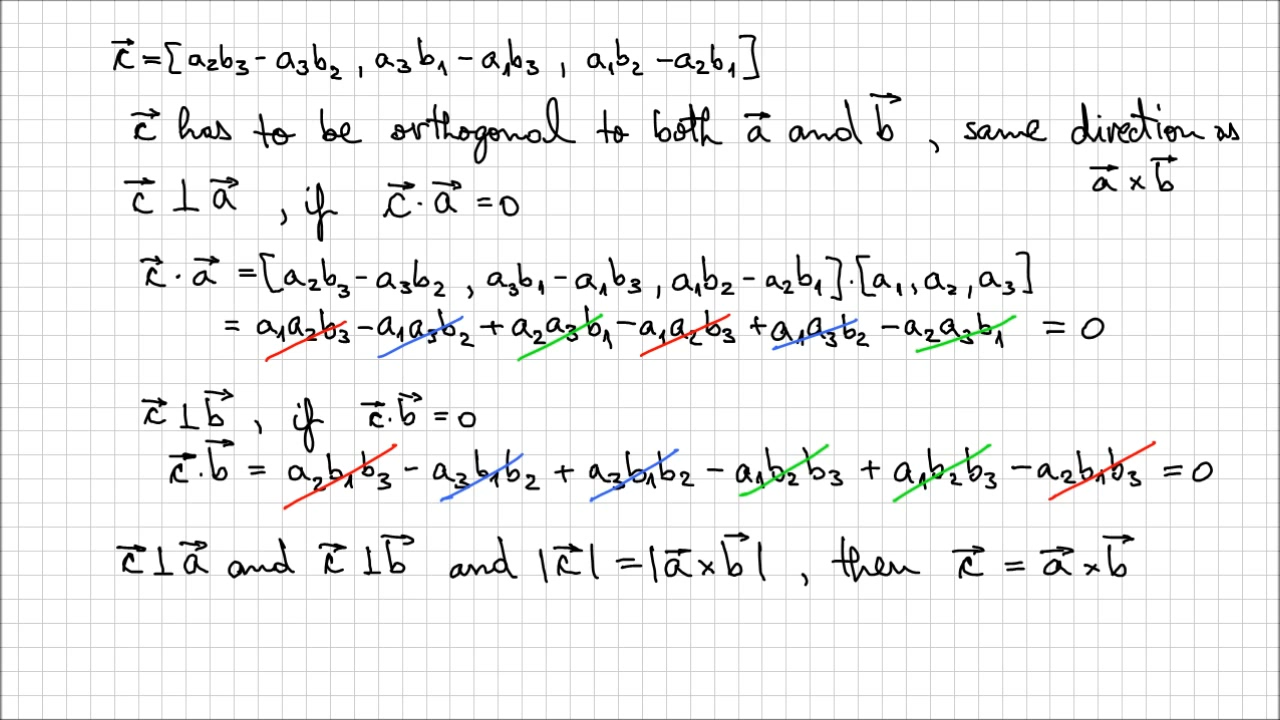 c⃗ = [a₂b₃ - a₃b₂ , a₃b₁ - a₁b₃ , a₁b₂ - a₂b₁]
c⃗ has to be orthogonal to both a⃗ and b⃗ , same direction as
a⃗ × b⃗
c⃗ ⊥ a⃗ , if c⃗ · a⃗ = 0
c⃗ · a⃗ = [a₂b₃ - a₃b₂ , a₃b₁ - a₁b₃ , a₁b₂ - a₂b₁] · [a₁, a₂, a₃]
= a₁a₂b₃ - a₁a₃b₂ + a₂a₃b₁ - a₁a₂b₃ + a₁a₃b₂ - a₂a₃b₁ = 0
c⃗ ⊥ b⃗ , if c⃗ · b⃗ = 0
c⃗ · b⃗ = a₂b₁b₃ - a₃b₁b₂ + a₃b₁b₂ - a₁b₂b₃ + a₁b₂b₃ - a₂b₁b₃ = 0
c⃗ ⊥ a⃗ and c⃗ ⊥ b⃗ and |c⃗| = |a⃗ × b⃗| , then c⃗ = a⃗ × b⃗